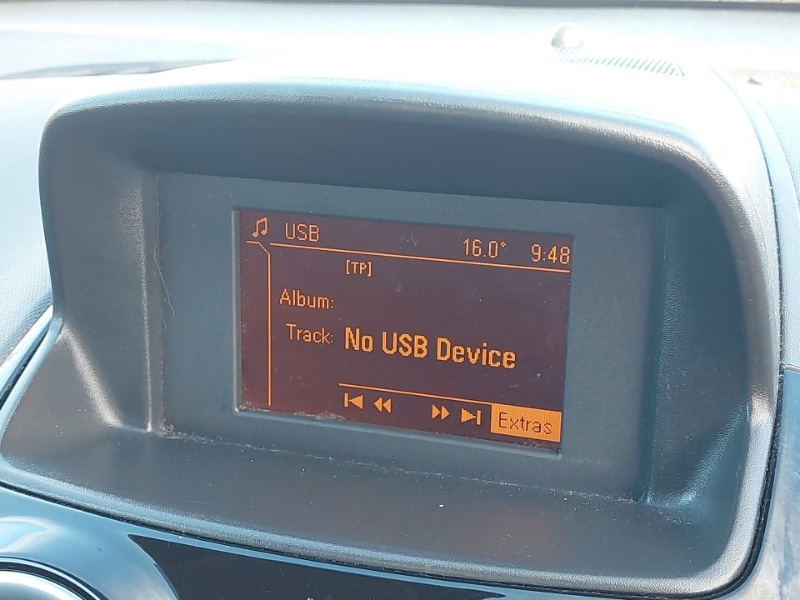 USB 16.0° 9:48
[TP]
Album:
Track: No USB Device
Extras